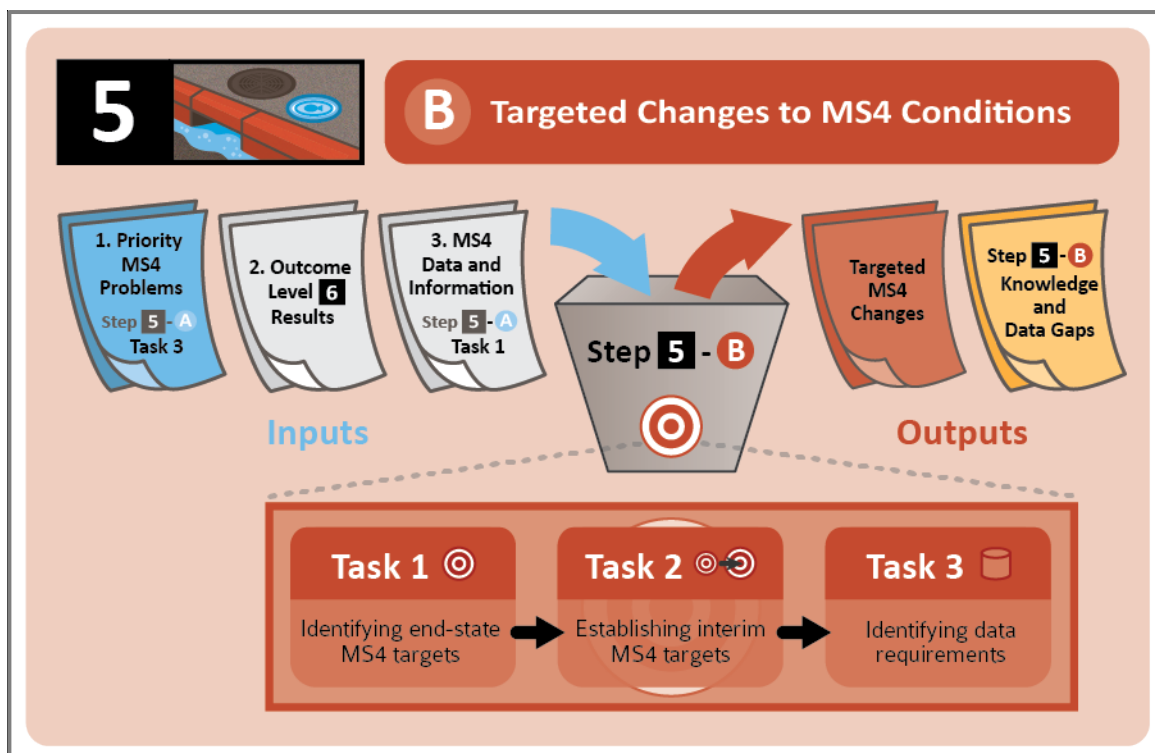 5
B Targeted Changes to MS4 Conditions
1. Priority
MS4
Problems
Step 5-A
Task 3
2. Outcome
Level 6
Results
3. MS4
Data and
Information
Step 5-A
Task 1
Step 5 - B
Targeted
MS4
Changes
Step 5-B
Knowledge
and
Data Gaps
Inputs
Outputs
Task 1
Identifying end-state
MS4 targets
Task 2
Establishing interim
MS4 targets
Task 3
Identifying data
requirements